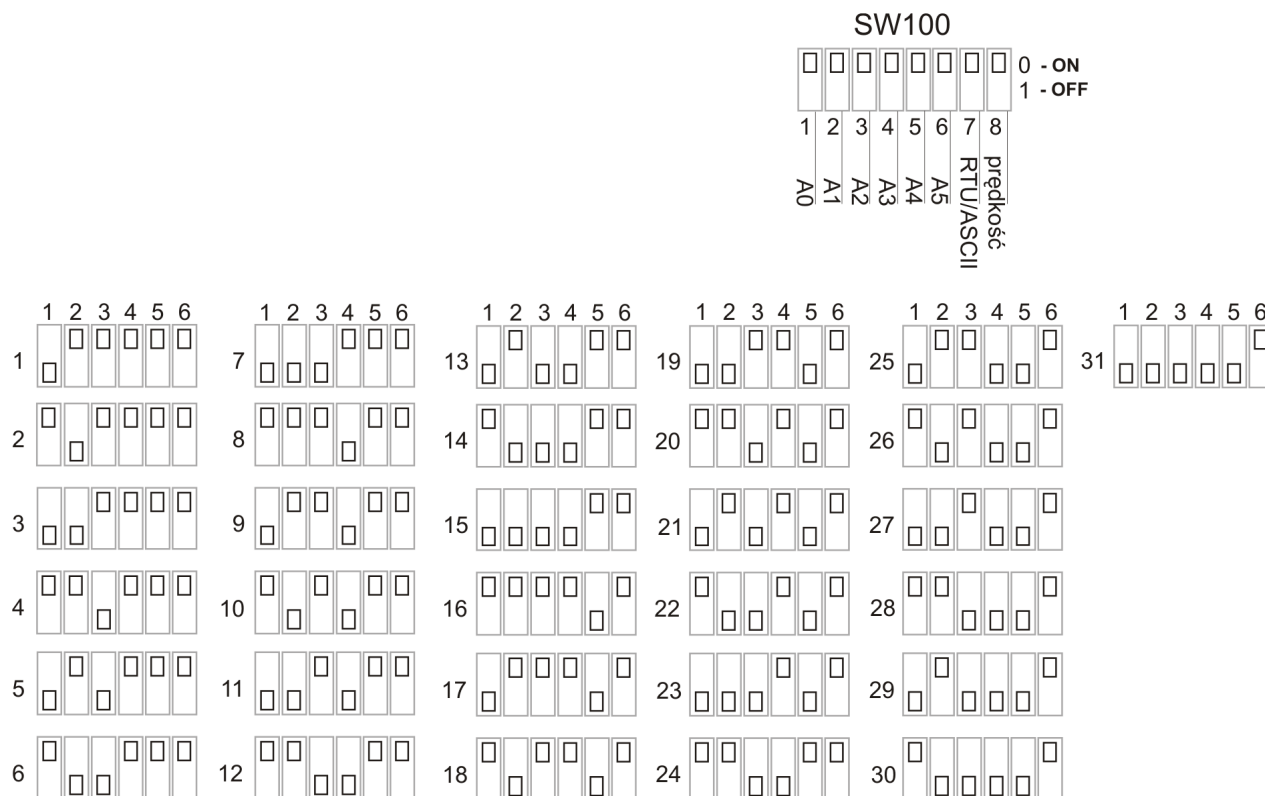 SW100
0 - ON
1 - OFF
1 2 3 4 5 6 7 8
A0 A1 A2 A3 A4 A5 RTU/ASCII prędkość
1 2 3 4 5 6 1 2 3 4 5 6 1 2 3 4 5 6 1 2 3 4 5 6 1 2 3 4 5 6 1 2 3 4 5 6
1 7 13 19 25 31
2 8 14 20 26
3 9 15 21 27
4 10 16 22 28
5 11 17 23 29
6 12 18 24 30